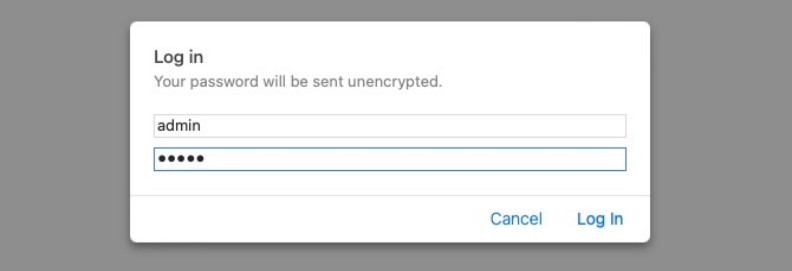 Log in
Your password will be sent unencrypted.
admin
•••••
Cancel Log In